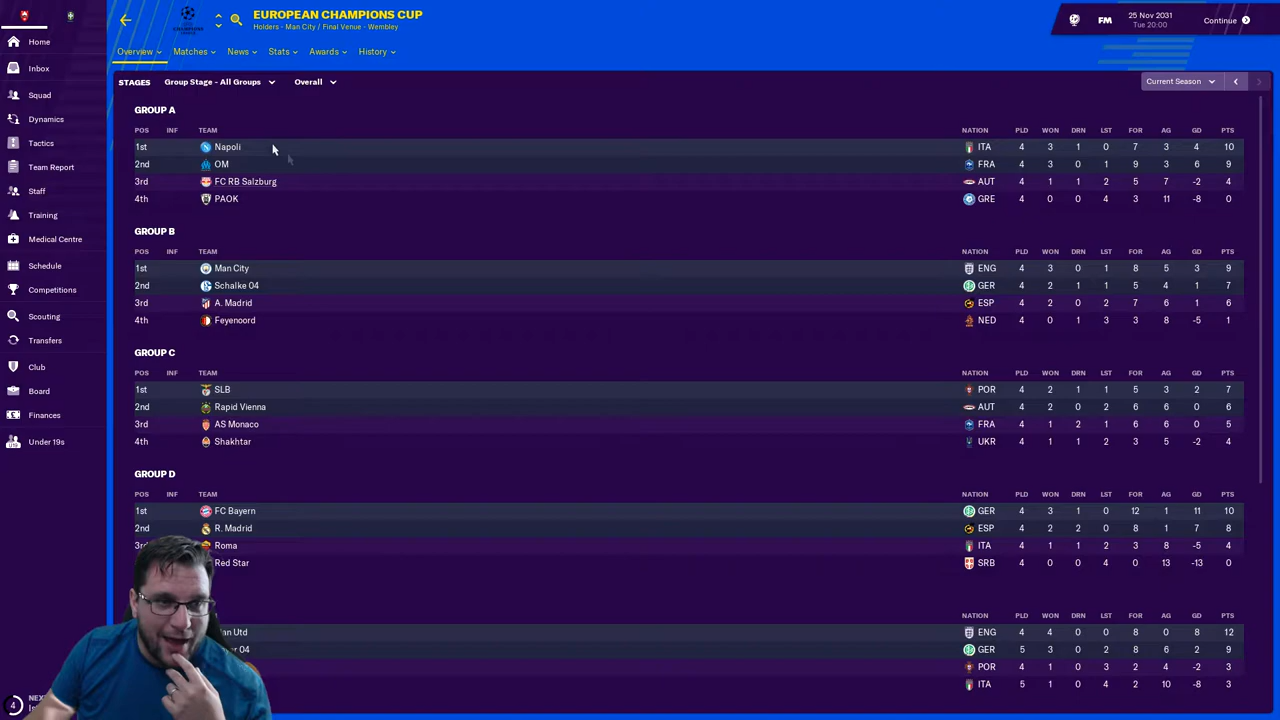 EUROPEAN CHAMPIONS CUP
Holders - Man City / Final Venue - Wembley
FM
25 Nov 2031
Tue 20:00
Continue
Overview
Matches
News
Stats
Awards
History
Home
Inbox
Squad
Dynamics
Tactics
Team Report
Staff
Training
Medical Centre
Schedule
Competitions
Scouting
Transfers
Club
Board
Finances
Under 19s
STAGES Group Stage - All Groups Overall Current Season
GROUP A
POS INF TEAM NATION PLD WON DRN LST FOR AG GD PTS
1st Napoli ITA 4 3 1 0 7 3 4 10
2nd OM FRA 4 3 0 1 9 3 6 9
3rd FC RB Salzburg AUT 4 1 1 2 5 7 -2 4
4th PAOK GRE 4 0 0 4 3 11 -8 0
GROUP B
POS INF TEAM NATION PLD WON DRN LST FOR AG GD PTS
1st Man City ENG 4 3 0 1 8 5 3 9
2nd Schalke 04 GER 4 2 1 1 5 4 1 7
3rd A. Madrid ESP 4 2 0 2 7 6 1 6
4th Feyenoord NED 4 0 1 3 3 8 -5 1
GROUP C
POS INF TEAM NATION PLD WON DRN LST FOR AG GD PTS
1st SLB POR 4 2 1 1 5 3 2 7
2nd Rapid Vienna AUT 4 2 0 2 6 6 0 6
3rd AS Monaco FRA 4 1 2 1 6 6 0 5
4th Shakhtar UKR 4 1 1 2 3 5 -2 4
GROUP D
POS INF TEAM NATION PLD WON DRN LST FOR AG GD PTS
1st FC Bayern GER 4 3 1 0 12 1 11 10
2nd R. Madrid ESP 4 2 2 0 8 1 7 8
3rd Roma ITA 4 1 1 2 3 8 -5 4
Red Star SRB 4 0 0 4 0 13 -13 0
NATION PLD WON DRN LST FOR AG GD PTS
Utd ENG 4 4 0 0 8 0 8 12
04 GER 5 3 0 2 8 6 2 9
POR 4 1 0 3 2 4 -2 3
ITA 5 1 0 4 2 10 -8 3
4